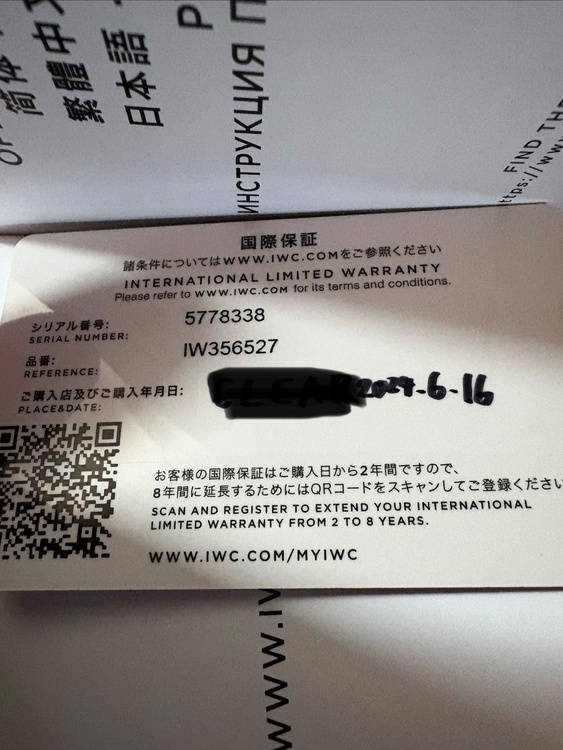 简体中文
繁體中文
日本語
ИНСТРУКЦИЯ
FIND THE
https://www
国際保証
諸条件についてはWWW.IWC.COMをご参照ください
INTERNATIONAL LIMITED WARRANTY
Please refer to WWW.IWC.COM for its terms and conditions.
シリアル番号: 5778338
SERIAL NUMBER:
品番: IW356527
REFERENCE:
ご購入店及びご購入年月日: 2024-6-16
PLACE&DATE:
お客様の国際保証はご購入日から2年間ですので、
8年間に延長するためにはQRコードをスキャンしてご登録ください
SCAN AND REGISTER TO EXTEND YOUR INTERNATIONAL
LIMITED WARRANTY FROM 2 TO 8 YEARS.
WWW.IWC.COM/MYIWC
www.iw